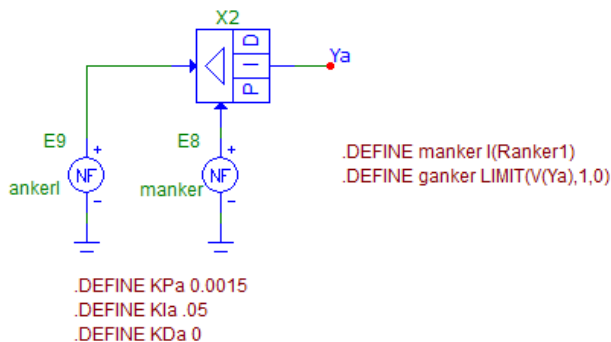 X2
D
I
P
Ya
E9
+
NF
-
ankerI
E8
+
NF
-
manker
.DEFINE manker I(Ranker1)
.DEFINE ganker LIMIT(V(Ya),1,0)
.DEFINE KPa 0.0015
.DEFINE KIa .05
.DEFINE KDa 0